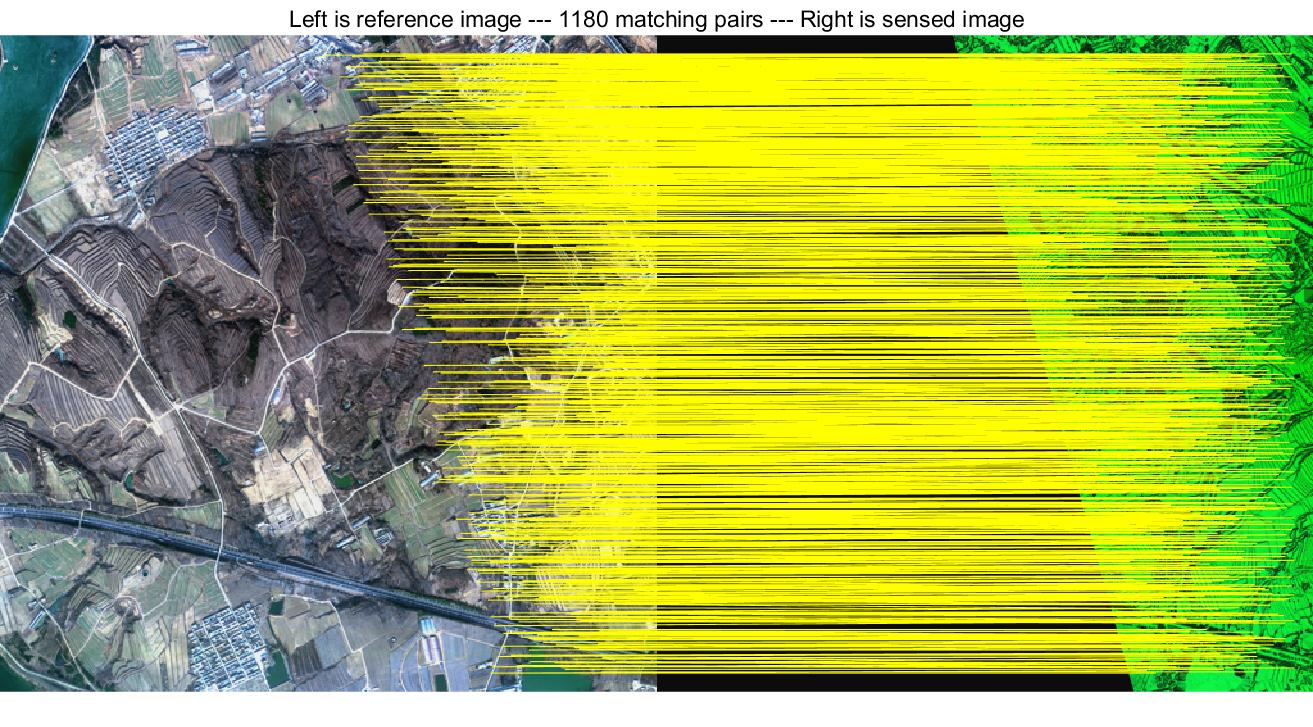 Left is reference image --- 1180 matching pairs --- Right is sensed image